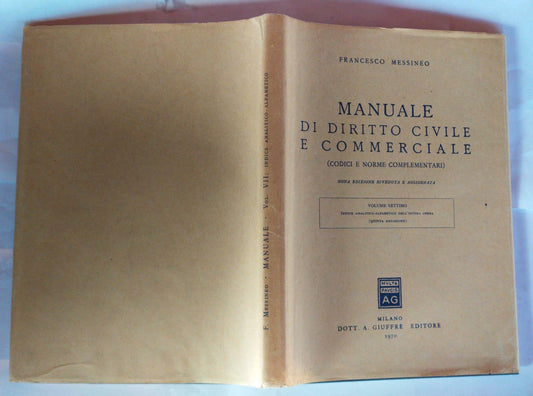 F. MESSINEO - MANUALE - VOL. VII: INDICE ANALITICO ALFABETICO
FRANCESCO MESSINEO
MANUALE
DI DIRITTO CIVILE
E COMMERCIALE
(CODICI E NORME COMPLEMENTARI)
NONA EDIZIONE RIVEDUTA E AGGIORNATA
VOLUME SETTIMO
INDICE ANALITICO-ALFABETICO DELL'INTERA OPERA
(QUINTA EDIZIONE)
MULTA
PAUCIS
AG
MILANO
DOTT. A. GIUFFRÈ EDITORE
1970